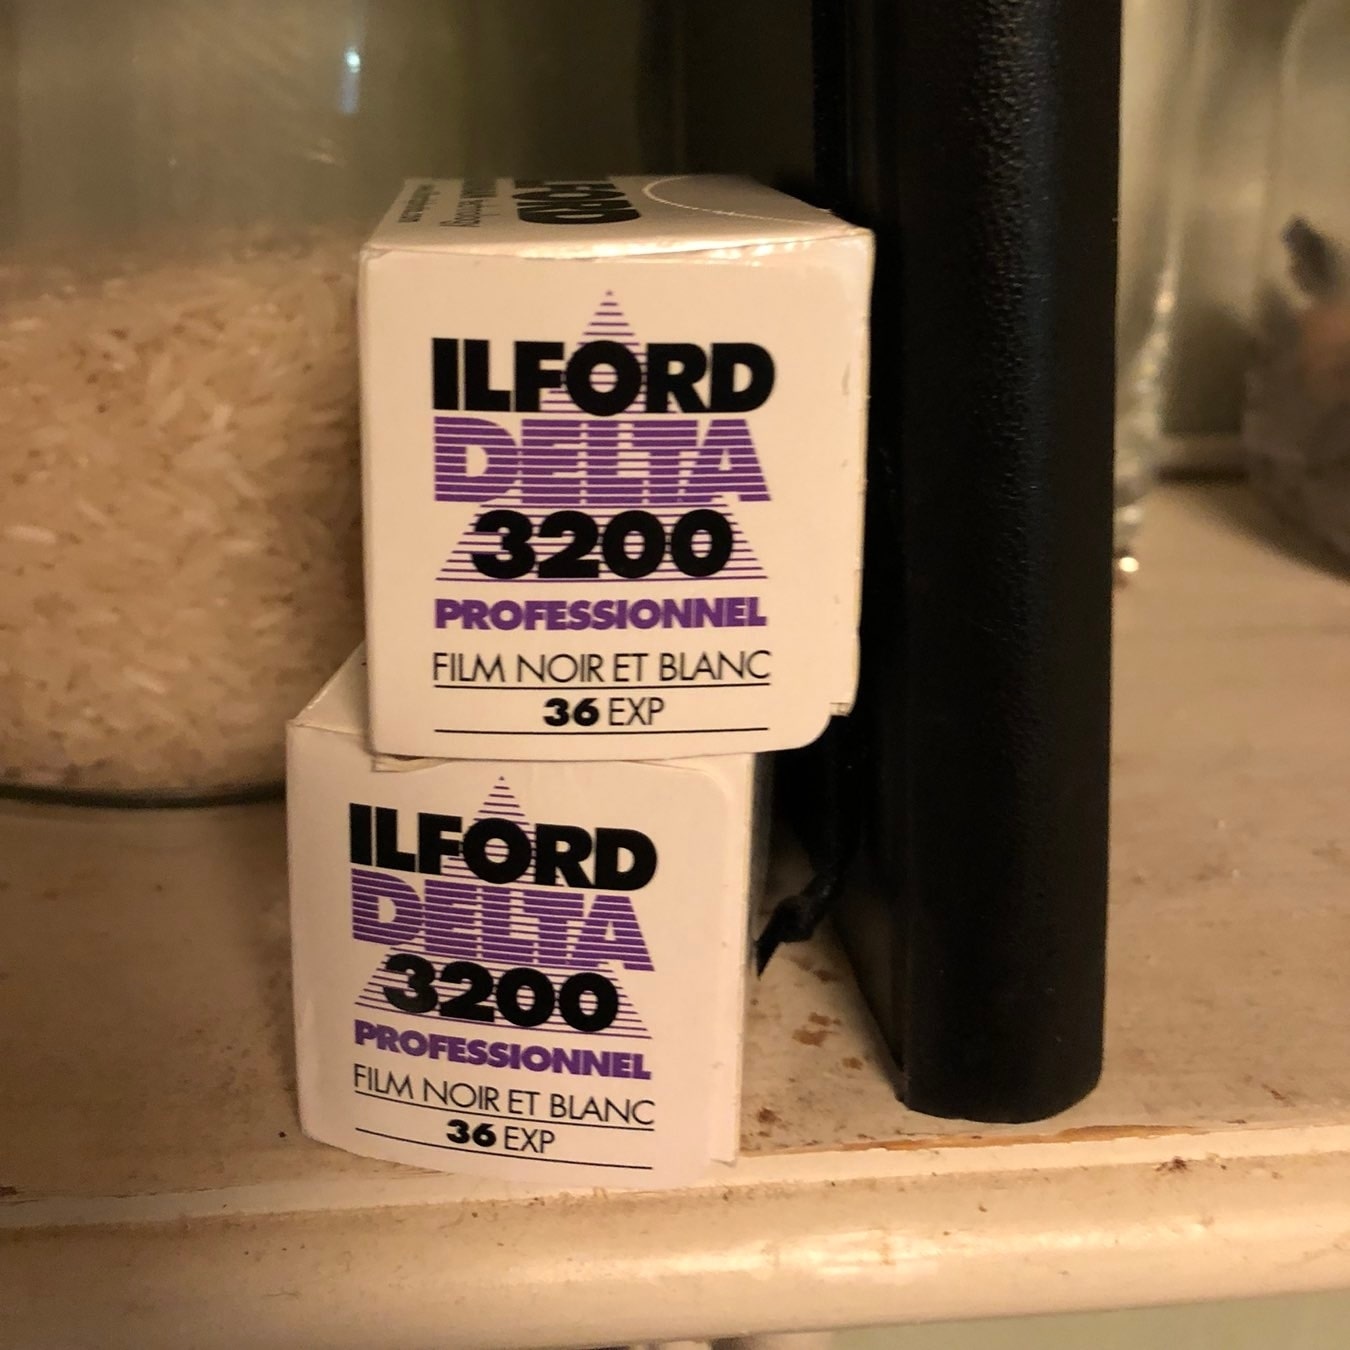 ILFORD
ILFORD
DELTA
3200
PROFESSIONNEL
FILM NOIR ET BLANC
36 EXP
ILFORD
DELTA
3200
PROFESSIONNEL
FILM NOIR ET BLANC
36 EXP